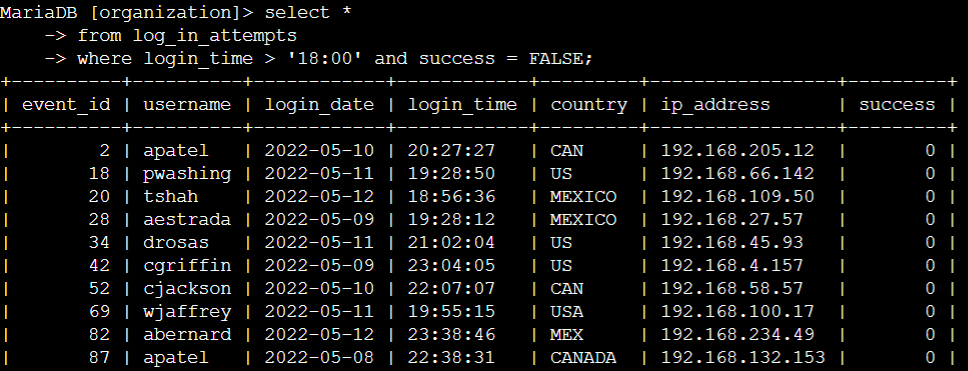 MariaDB [organization]> select *
    -> from log_in_attempts
    -> where login_time > '18:00' and success = FALSE;
+----------+----------+------------+------------+---------+-----------------+---------+
| event_id | username | login_date | login_time | country | ip_address      | success |
+----------+----------+------------+------------+---------+-----------------+---------+
|        2 | apatel   | 2022-05-10 | 20:27:27   | CAN     | 192.168.205.12  |       0 |
|       18 | pwashing | 2022-05-11 | 19:28:50   | US      | 192.168.66.142  |       0 |
|       20 | tshah    | 2022-05-12 | 18:56:36   | MEXICO  | 192.168.109.50  |       0 |
|       28 | aestrada | 2022-05-09 | 19:28:12   | MEXICO  | 192.168.27.57   |       0 |
|       34 | drosas   | 2022-05-11 | 21:02:04   | US      | 192.168.45.93   |       0 |
|       42 | cgriffin | 2022-05-09 | 23:04:05   | US      | 192.168.4.157   |       0 |
|       52 | cjackson | 2022-05-10 | 22:07:07   | CAN     | 192.168.58.57   |       0 |
|       69 | wjaffrey | 2022-05-11 | 19:55:15   | USA     | 192.168.100.17  |       0 |
|       82 | abernard | 2022-05-12 | 23:38:46   | MEX     | 192.168.234.49  |       0 |
|       87 | apatel   | 2022-05-08 | 22:38:31   | CANADA  | 192.168.132.153 |       0 |